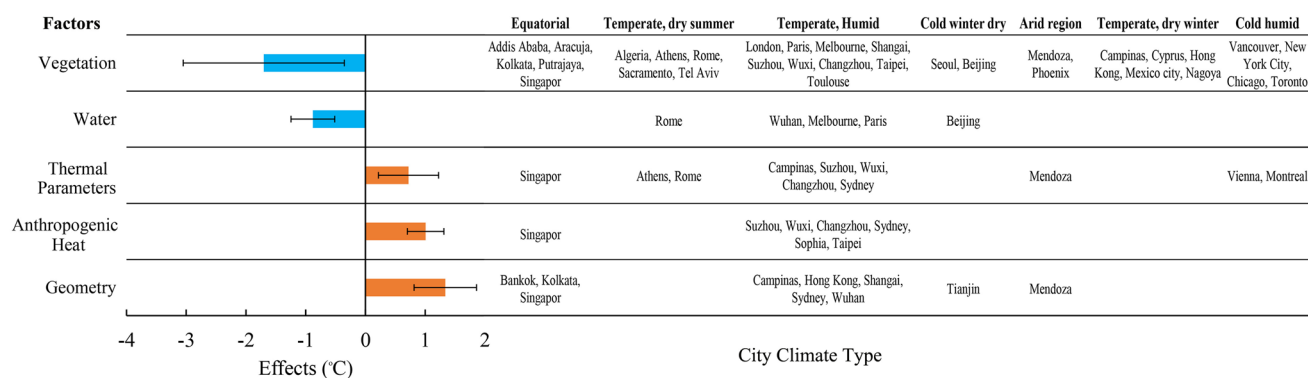 Factors Equatorial Temperate, dry summer Temperate, Humid Cold winter dry Arid region Temperate, dry winter Cold humid
Vegetation
Addis Ababa, Aracuja,
Kolkata, Putrajaya,
Singapor
Algeria, Athens, Rome,
Sacramento, Tel Aviv
London, Paris, Melbourne, Shangai,
Suzhou, Wuxi, Changzhou, Taipei,
Toulouse
Seoul, Beijing
Mendoza,
Phoenix
Campinas, Cyprus, Hong
Kong, Mexico city, Nagoya
Vancouver, New
York City,
Chicago, Toronto
Water
Rome
Wuhan, Melbourne, Paris
Beijing
Thermal
Parameters
Singapor
Athens, Rome
Campinas, Suzhou, Wuxi,
Changzhou, Sydney
Mendoza
Vienna, Montreal
Anthropogenic
Heat
Singapor
Suzhou, Wuxi, Changzhou, Sydney,
Sophia, Taipei
Geometry
Bankok, Kolkata,
Singapor
Campinas, Hong Kong, Shangai,
Sydney, Wuhan
Tianjin
Mendoza
-4 -3 -2 -1 0 1 2
Effects (°C)
City Climate Type